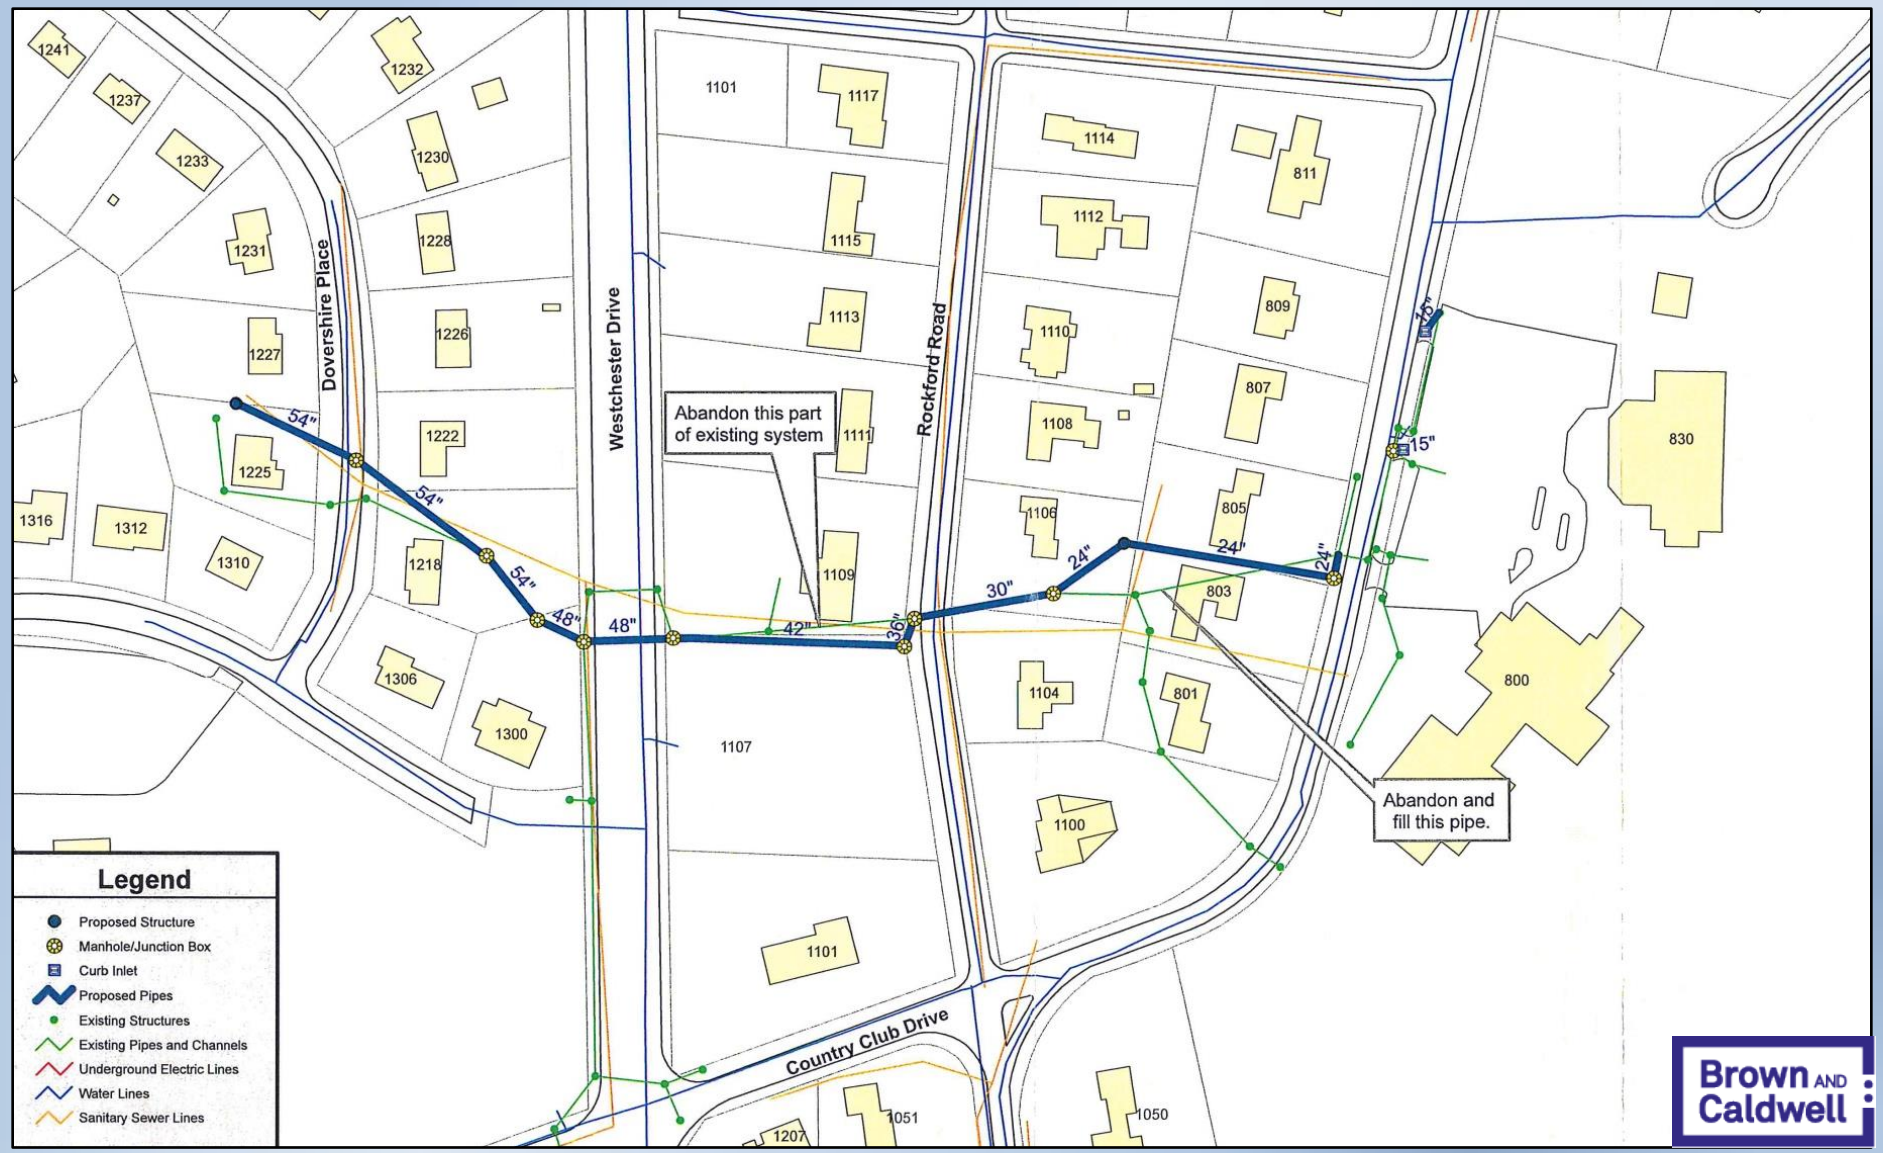 1241
1232
1237
1233
1230
1231
1228
1227
1226
1225
1222
1316
1312
1310
1218
1306
1300
Dovershire Place
Westchester Drive
Rockford Road
1101
1117
1115
1113
1111
1109
1107
1101
1114
1112
1110
1108
1106
1104
1100
811
809
807
805
803
801
830
800
Abandon this part
of existing system
Abandon and
fill this pipe.
54"
54"
54"
48"
48"
42"
36"
30"
24"
24"
24"
15"
15"
Country Club Drive
1207
1051
1050
Legend
Proposed Structure
Manhole/Junction Box
Curb Inlet
Proposed Pipes
Existing Structures
Existing Pipes and Channels
Underground Electric Lines
Water Lines
Sanitary Sewer Lines
Brown AND
Caldwell